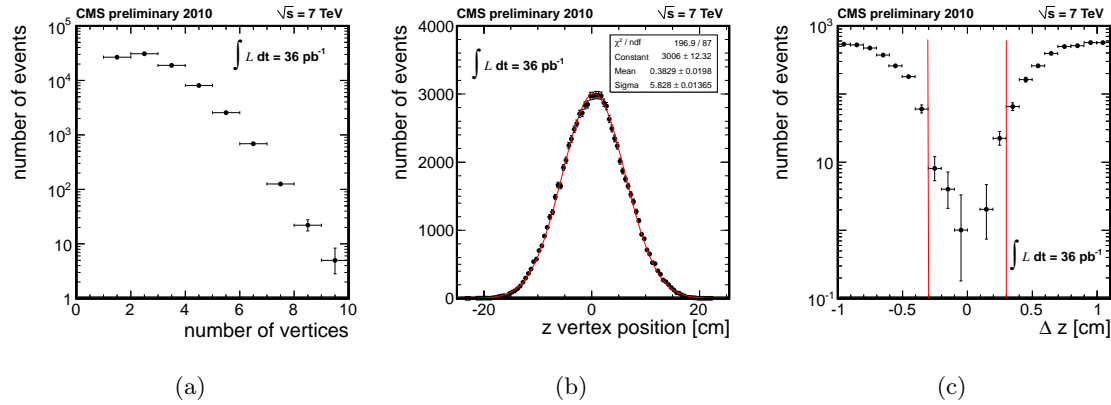 CMS preliminary 2010 √s = 7 TeV
number of events
10⁵
10⁴
10³
10²
10
1
∫ L dt = 36 pb⁻¹
0 2 4 6 8 10
number of vertices
(a)
CMS preliminary 2010 √s = 7 TeV
number of events
4000
3000
2000
1000
0
∫ L dt = 36 pb⁻¹
χ² / ndf 196.9 / 87
Constant 3006 ± 12.32
Mean 0.3829 ± 0.0198
Sigma 5.828 ± 0.01365
-20 0 20
z vertex position [cm]
(b)
CMS preliminary 2010 √s = 7 TeV
number of events
10³
10
10⁻¹
∫ L dt = 36 pb⁻¹
-1 -0.5 0 0.5 1
Δ z [cm]
(c)